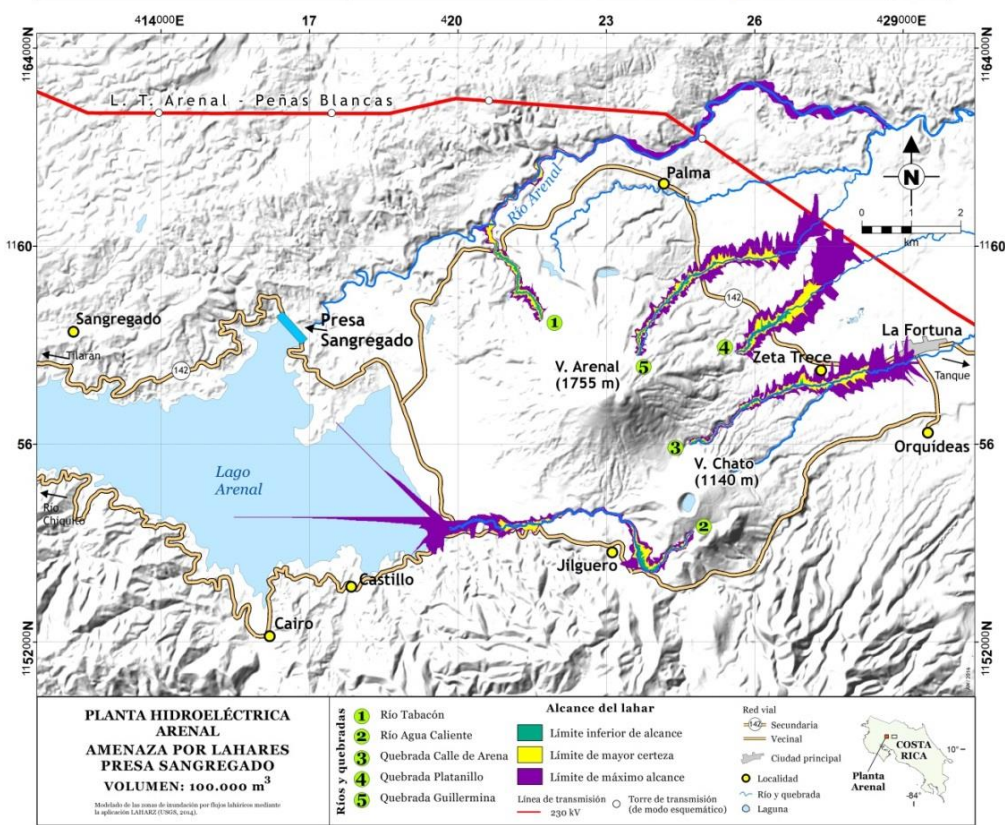 414000E
17
420
23
26
429000E
1164000N
1164000N
L. T. Arenal - Peñas Blancas
Palma
Río Arenal
N
0 1 2
km
1160
1160
Sangregado
Presa
Sangregado
1
142
La Fortuna
Tilarán
142
V. Arenal
(1755 m)
5
4
Zeta Trece
Tanque
56
56
3
Orquídeas
Lago
Arenal
V. Chato
(1140 m)
Río
Chiquito
2
Jilguero
Castillo
Cairo
1152000N
1152000N
PLANTA HIDROELÉCTRICA
ARENAL
AMENAZA POR LAHARES
PRESA SANGREGADO
VOLUMEN: 100.000 m³
Modelado de las zonas de inundación por flujos laháricos mediante
la aplicación LAHARZ (USGS, 2014).
Ríos y quebradas
1 Río Tabacón
2 Río Agua Caliente
3 Quebrada Calle de Arena
4 Quebrada Platanillo
5 Quebrada Guillermina
Alcance del lahar
Límite inferior de alcance
Límite de mayor certeza
Límite de máximo alcance
Línea de transmisión
230 kV
Torre de transmisión
(de modo esquemático)
Red vial
142 Secundaria
Vecinal
Ciudad principal
Localidad
Río y quebrada
Laguna
COSTA
RICA
10°
Planta
Arenal
-84°